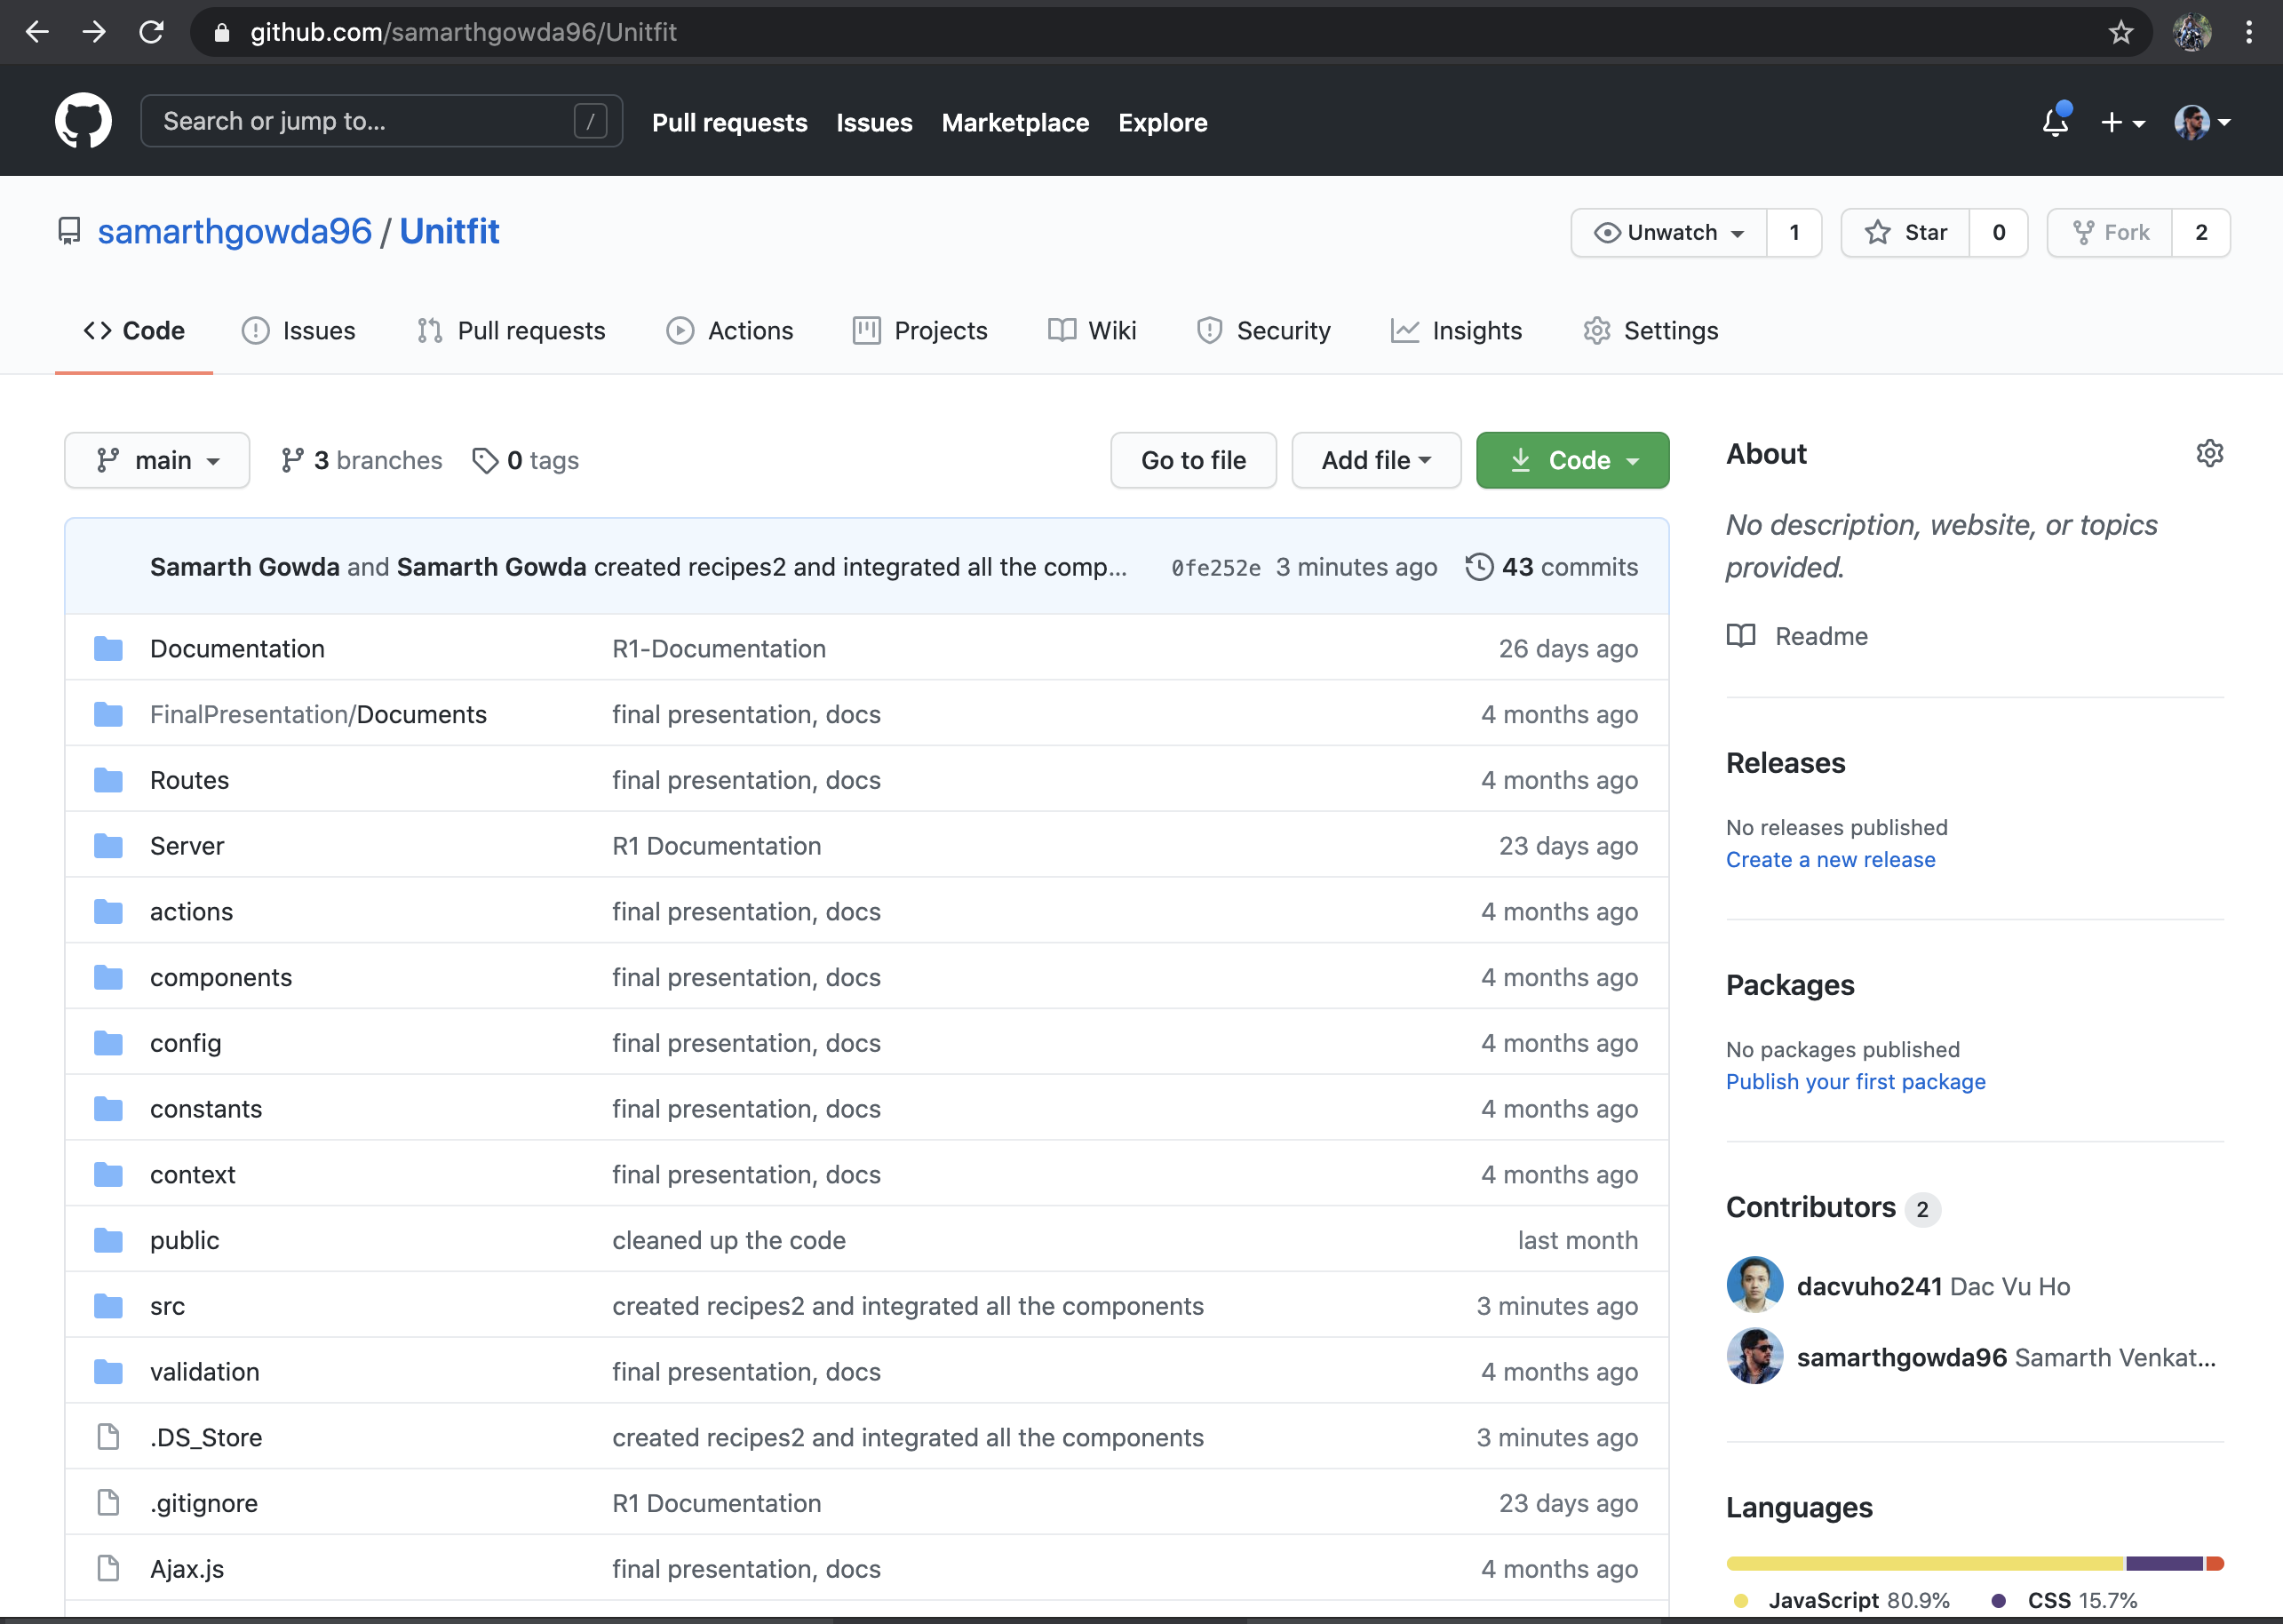 github.com/samarthgowda96/Unitfit
Search or jump to... /
Pull requests Issues Marketplace Explore
samarthgowda96 / Unitfit
Unwatch 1 Star 0 Fork 2
Code Issues Pull requests Actions Projects Wiki Security Insights Settings
main 3 branches 0 tags Go to file Add file Code
Samarth Gowda and Samarth Gowda created recipes2 and integrated all the comp... 0fe252e 3 minutes ago 43 commits
Documentation R1-Documentation 26 days ago
FinalPresentation/Documents final presentation, docs 4 months ago
Routes final presentation, docs 4 months ago
Server R1 Documentation 23 days ago
actions final presentation, docs 4 months ago
components final presentation, docs 4 months ago
config final presentation, docs 4 months ago
constants final presentation, docs 4 months ago
context final presentation, docs 4 months ago
public cleaned up the code last month
src created recipes2 and integrated all the components 3 minutes ago
validation final presentation, docs 4 months ago
.DS_Store created recipes2 and integrated all the components 3 minutes ago
.gitignore R1 Documentation 23 days ago
Ajax.js final presentation, docs 4 months ago
About
No description, website, or topics
provided.
Readme
Releases
No releases published
Create a new release
Packages
No packages published
Publish your first package
Contributors 2
dacvuho241 Dac Vu Ho
samarthgowda96 Samarth Venkat...
Languages
JavaScript 80.9% CSS 15.7%